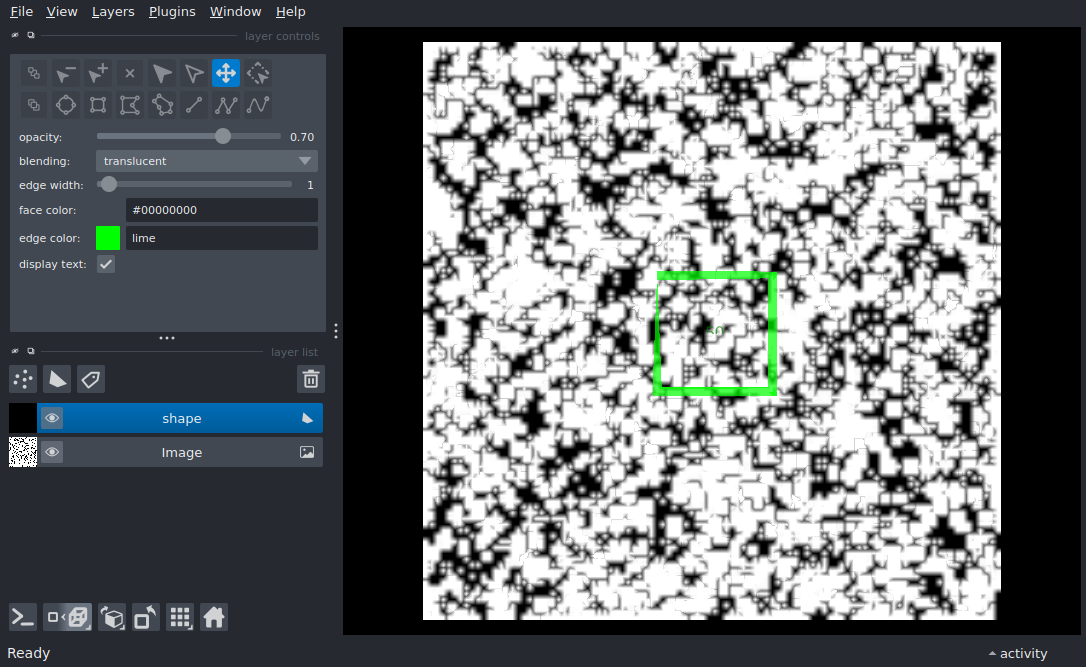 File View Layers Plugins Window Help
layer controls
opacity: 0.70
blending: translucent
edge width: 1
face color: #00000000
edge color: lime
display text:
layer list
shape
Image
Ready
activity